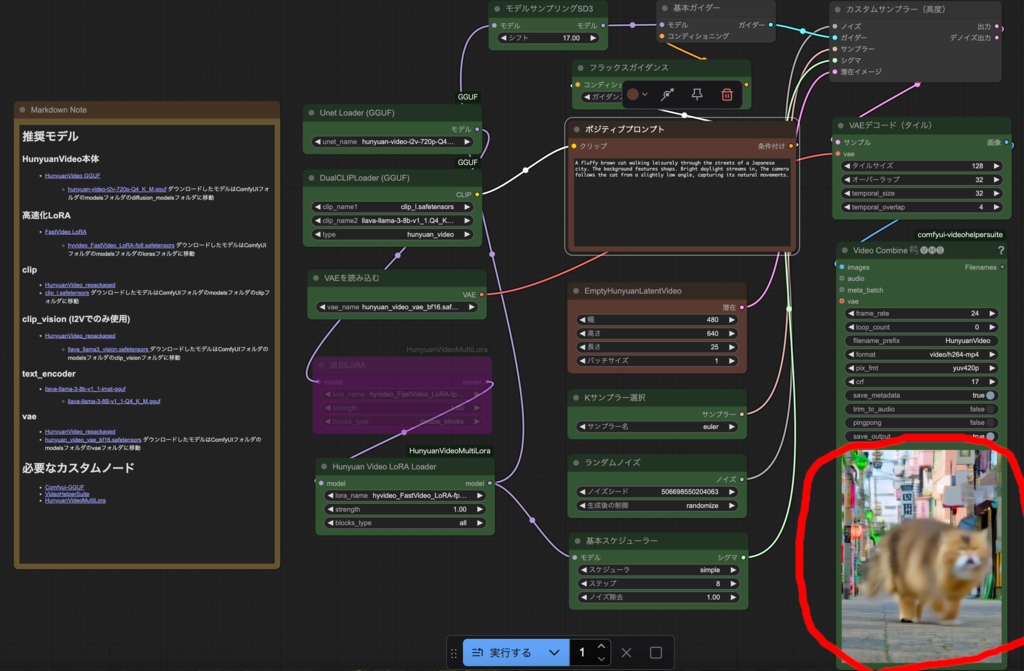 Markdown Note
推奨モデル
HunyuanVideo本体
HunyuanVideo GGUF
hunyuan-video-i2v-720p-Q4_K_M.gguf ダウンロードしたモデルはComfyUIフォルダのmodelsフォルダのdiffusion_modelsフォルダに移動
高速化LoRA
FastVideo LoRA
hyvideo_FastVideo_LoRA-fp8.safetensors ダウンロードしたモデルはComfyUIフォルダのmodelsフォルダのlorasフォルダに移動
clip
HunyuanVideo_repackaged
clip_l.safetensors ダウンロードしたモデルはComfyUIフォルダのmodelsフォルダのclipフォルダに移動
clip_vision (I2Vでのみ使用)
HunyuanVideo_repackaged
llava_llama3_vision.safetensors ダウンロードしたモデルはComfyUIフォルダのmodelsフォルダのclip_visionフォルダに移動
text_encoder
llava-llama-3-8b-v1_1-imat-gguf
llava-llama-3-8B-v1_1-Q4_K_M.gguf
vae
HunyuanVideo_repackaged
hunyuan_video_vae_bf16.safetensors ダウンロードしたモデルはComfyUIフォルダのmodelsフォルダのvaeフォルダに移動
必要なカスタムノード
Comfyui-GGUF
VideoHelperSuite
HunyuanVideoMultiLora
GGUF
Unet Loader (GGUF)
モデル
unet_name hunyuan-video-i2v-720p-Q4...
GGUF
DualCLIPLoader (GGUF)
CLIP
clip_name1 clip_l.safetensors
clip_name2 llava-llama-3-8b-v1_1.Q4_K...
type hunyuan_video
VAEを読み込む
VAE
vae_name hunyuan_video_vae_bf16.saf...
HunyuanVideoMultiLora
追加LoRA
model model
lora_name hyvideo_FastVideo_LoRA-fp...
strength
blocks_type double_blocks
HunyuanVideoMultiLora
Hunyuan Video LoRA Loader
model model
lora_name hyvideo_FastVideo_LoRA-fp...
strength 1.00
blocks_type all
モデルサンプリングSD3
モデル モデル
シフト 17.00
基本ガイダー
モデル ガイダー
コンディショニング
フラックスガイダンス
コンディショ
ガイダン
ポジティブプロンプト
クリップ 条件付け
A fluffy brown cat walking leisurely through the streets of a Japanese
city. The background features shops. Bright daylight streams in, The camera
follows the cat from a slightly low angle, capturing its natural movements.
EmptyHunyuanLatentVideo
潜在
幅 480
高さ 640
長さ 25
バッチサイズ 1
Kサンプラー選択
サンプラー
サンプラー名 euler
ランダムノイズ
ノイズ
ノイズシード 506698550204063
生成後の制御 randomize
基本スケジューラー
モデル シグマ
スケジューラ simple
ステップ 8
ノイズ除去 1.00
カスタムサンプラー（高度）
ノイズ 出力
ガイダー デノイズ出力
サンプラー
シグマ
潜在イメージ
VAEデコード（タイル）
サンプル 画像
vae
タイルサイズ 128
オーバーラップ 32
temporal_size 32
temporal_overlap 4
comfyui-videohelpersuite
Video Combine 🎥🅥🅗🅢 ?
images Filenames
audio
meta_batch
vae
frame_rate 24
loop_count 0
filename_prefix HunyuanVideo
format video/h264-mp4
pix_fmt yuv420p
crf 17
save_metadata true
trim_to_audio false
pingpong false
save_output true
実行する 1